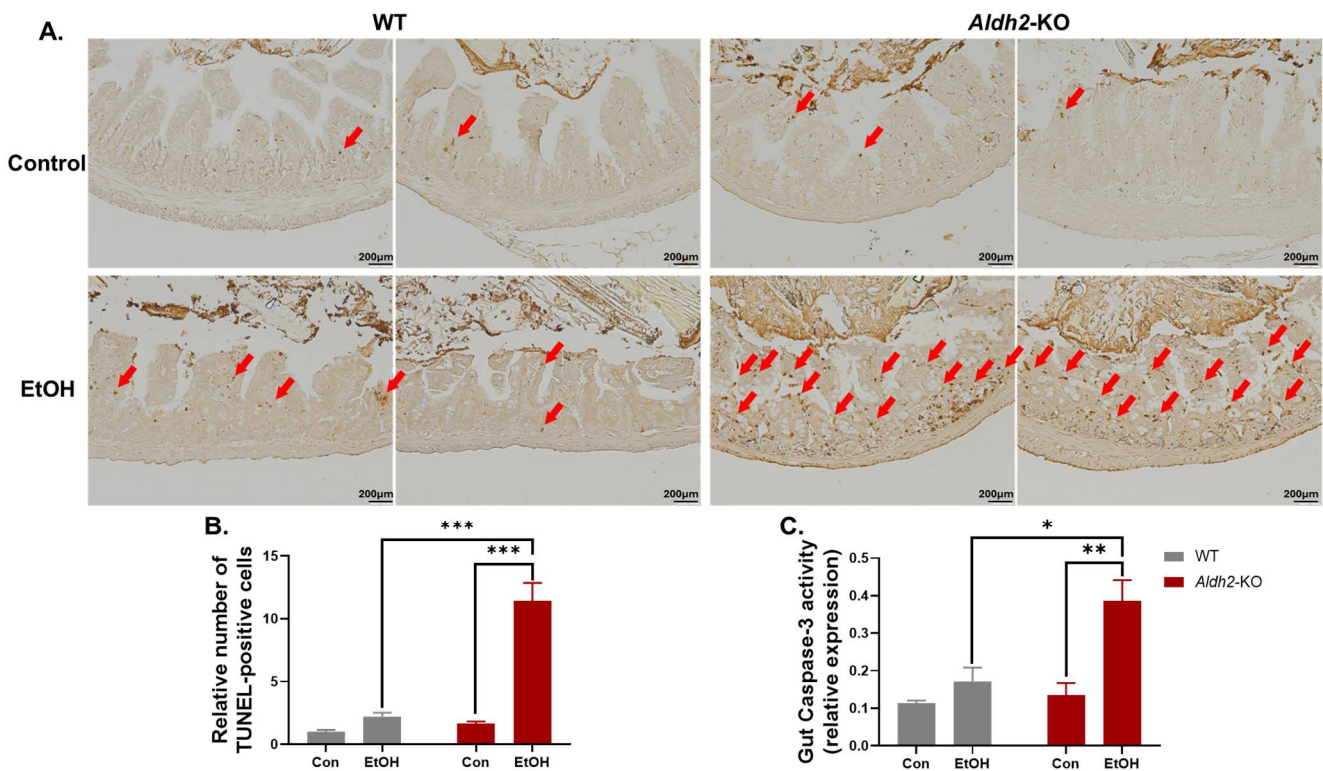 WT
Aldh2-KO
A.
Control
200μm
200μm
200μm
200μm
EtOH
200μm
200μm
200μm
200μm
B.
Relative number of
TUNEL-positive cells
15
10
5
0
***
***
Con
EtOH
Con
EtOH
C.
Gut Caspase-3 activity
(relative expression)
0.5
0.4
0.3
0.2
0.1
0.0
*
**
Con
EtOH
Con
EtOH
WT
Aldh2-KO